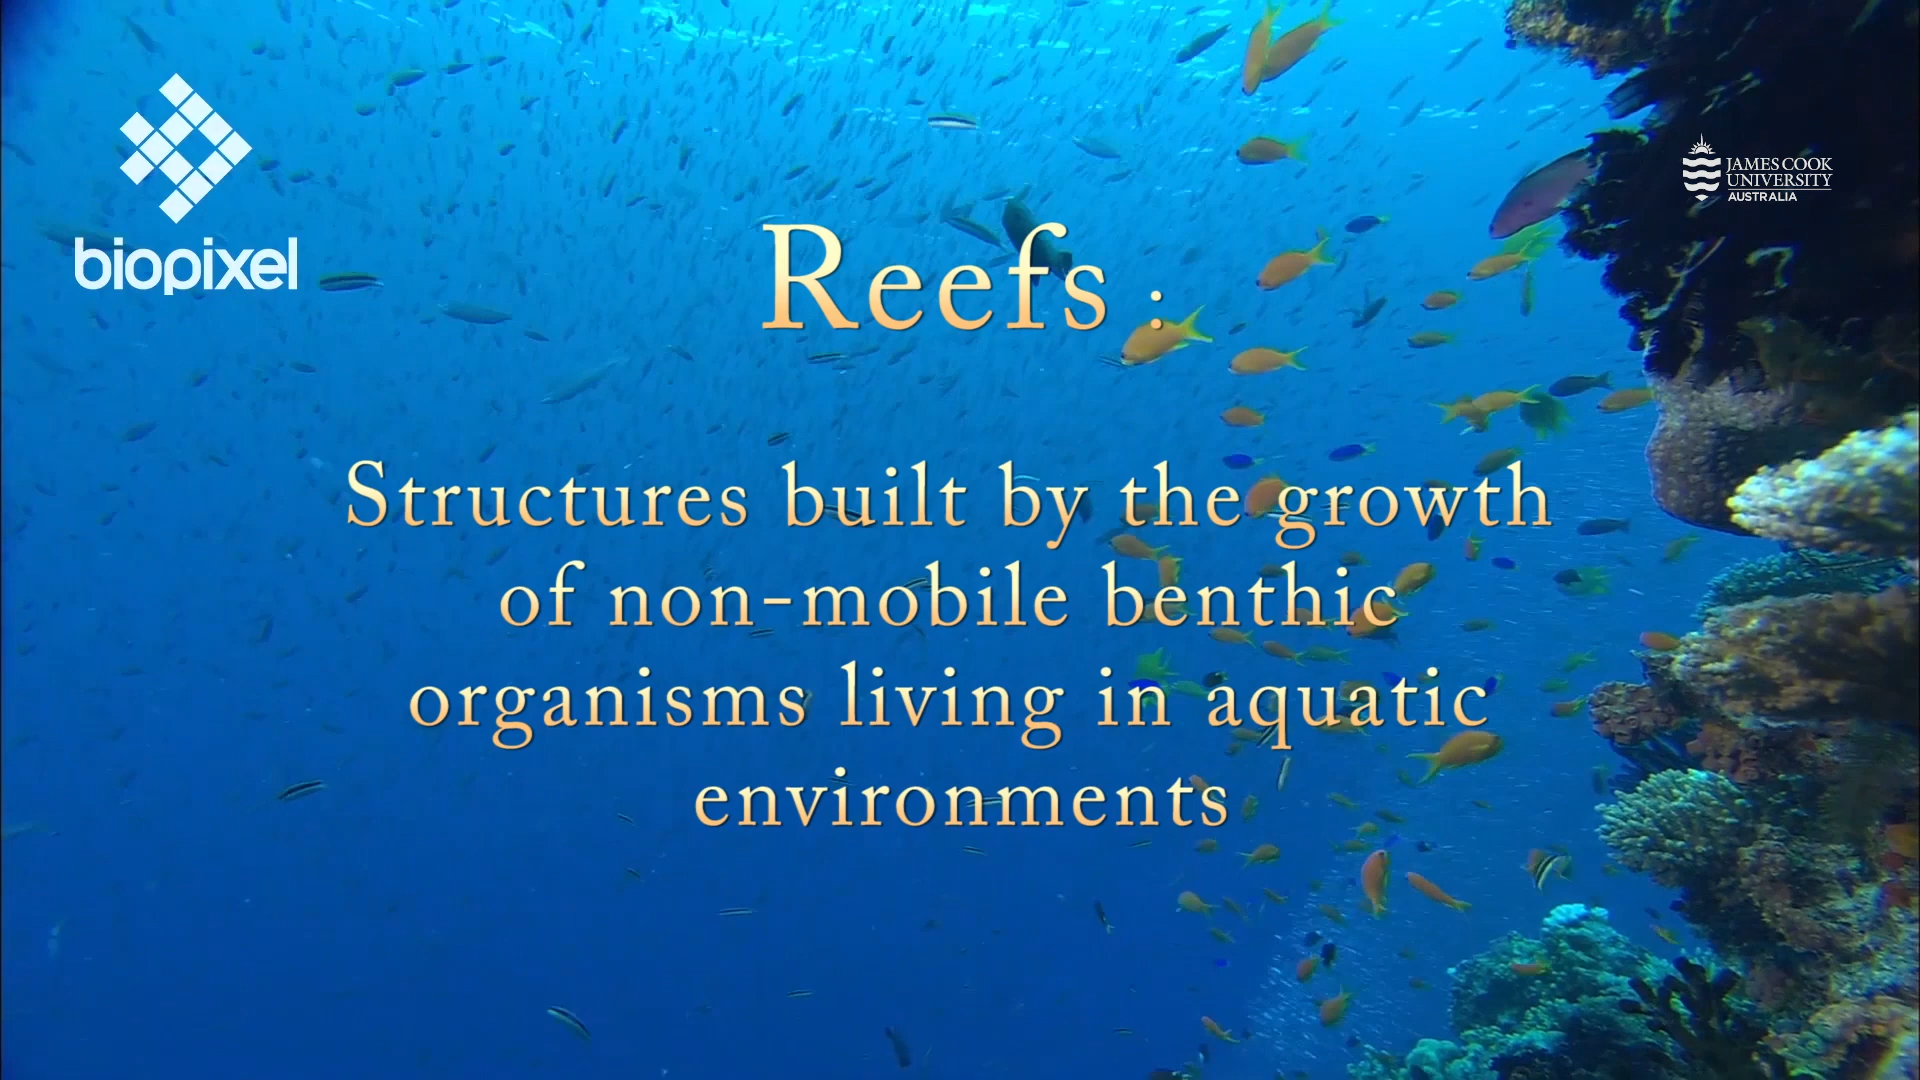 biopixel
JAMES COOK
UNIVERSITY
AUSTRALIA
Reefs :
Structures built by the growth
of non-mobile benthic
organisms living in aquatic
environments